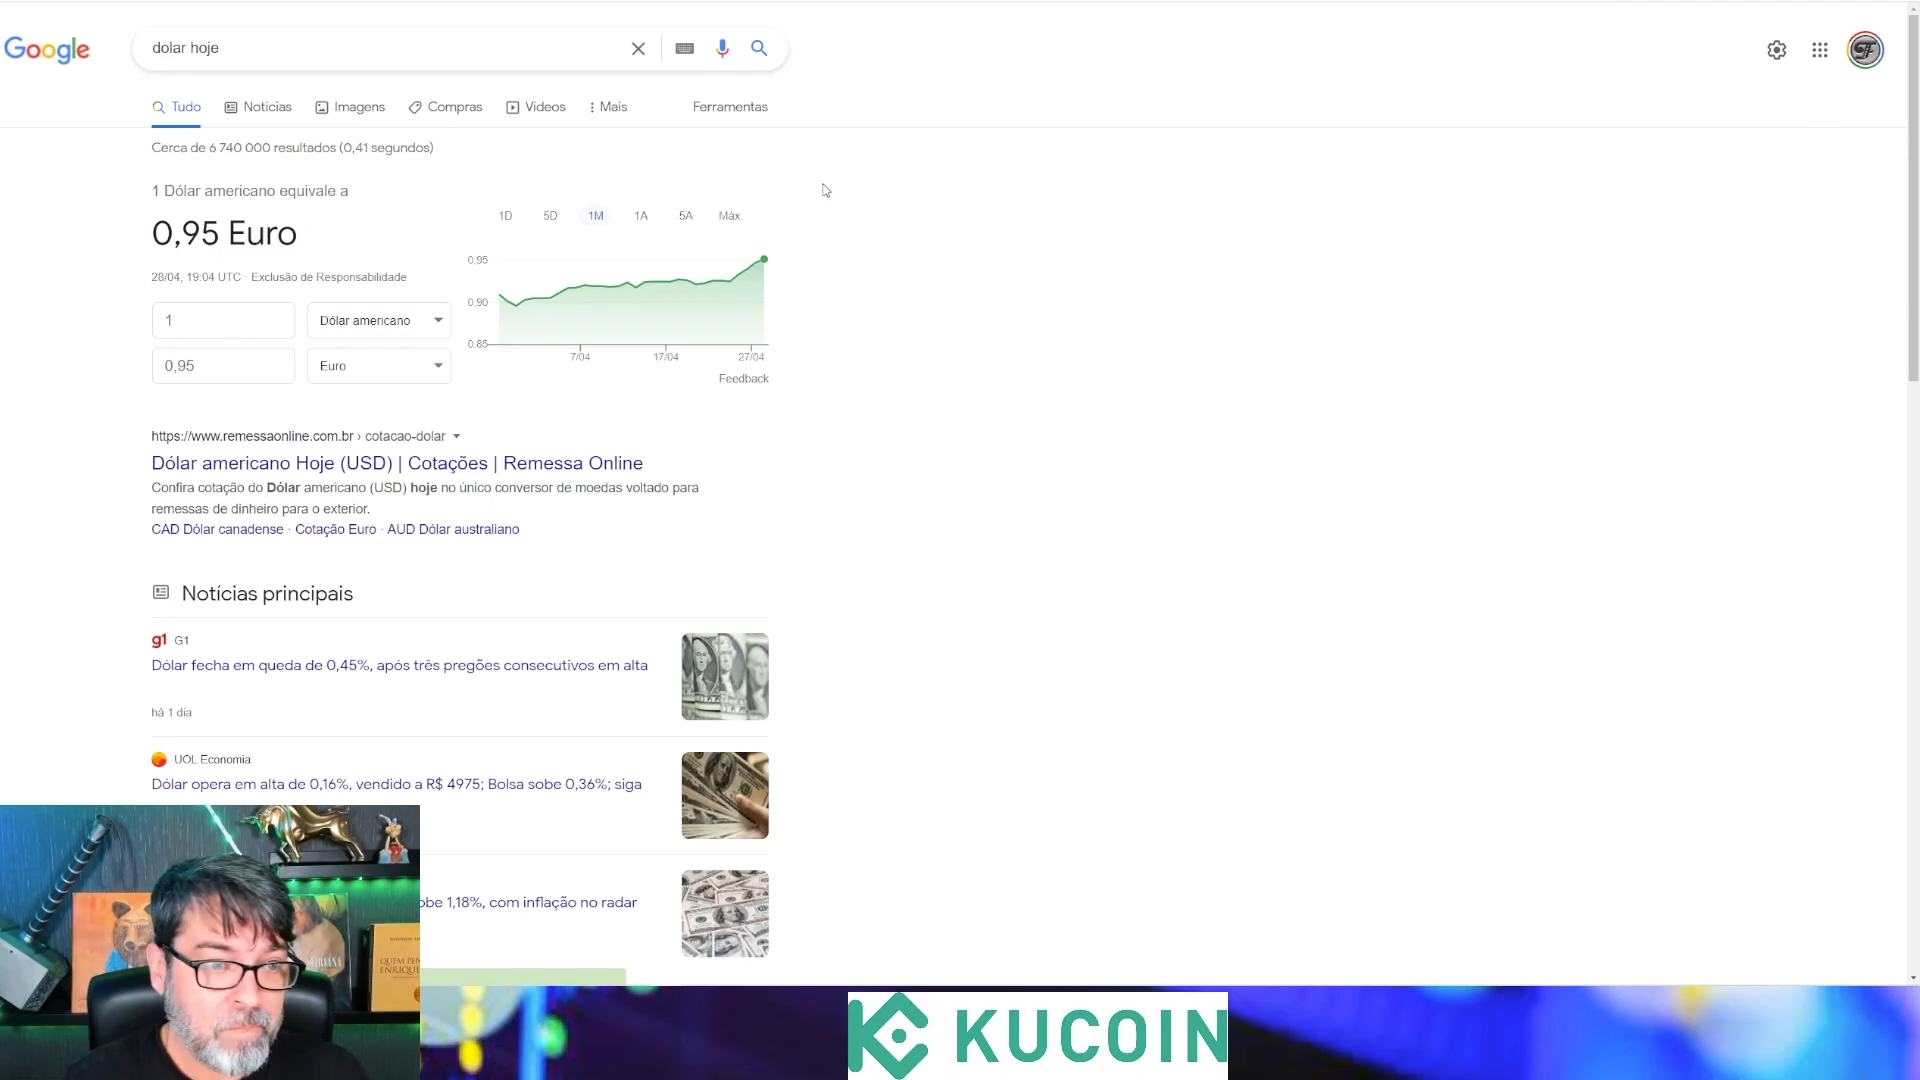 Google
dolar hoje
Tudo
Notícias
Imagens
Compras
Vídeos
Mais
Ferramentas
Cerca de 6 740 000 resultados (0,41 segundos)
1 Dólar americano equivale a
0,95 Euro
28/04, 19:04 UTC · Exclusão de Responsabilidade
1
Dólar americano
0,95
Euro
1D 5D 1M 1A 5A Máx.
0,95
0,90
0,85
7/04 17/04 27/04
Feedback
https://www.remessaonline.com.br › cotacao-dolar
Dólar americano Hoje (USD) | Cotações | Remessa Online
Confira cotação do Dólar americano (USD) hoje no único conversor de moedas voltado para
remessas de dinheiro para o exterior.
CAD Dólar canadense · Cotação Euro · AUD Dólar australiano
Notícias principais
g1 G1
Dólar fecha em queda de 0,45%, após três pregões consecutivos em alta
há 1 dia
UOL Economia
Dólar opera em alta de 0,16%, vendido a R$ 4975; Bolsa sobe 0,36%; siga
1,18%, com inflação no radar
KUCOIN